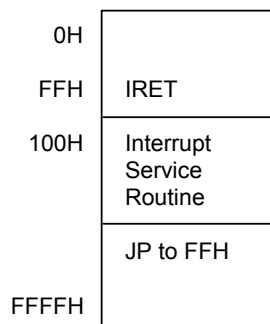 0H
FFH IRET
100H Interrupt
Service
Routine
JP to FFH
FFFFH